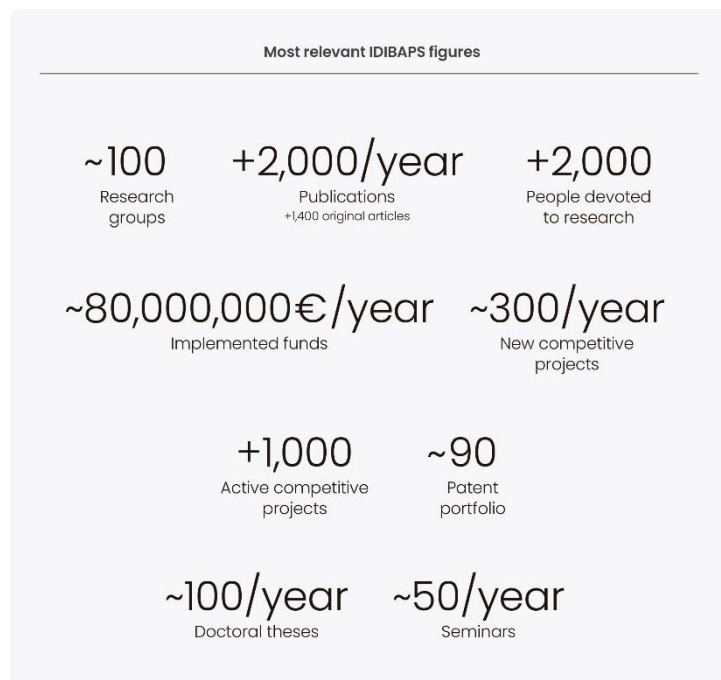 Most relevant IDIBAPS figures
~100
Research
groups
+2,000/year
Publications
+1,400 original articles
+2,000
People devoted
to research
~80,000,000€/year
Implemented funds
~300/year
New competitive
projects
+1,000
Active competitive
projects
~90
Patent
portfolio
~100/year
Doctoral theses
~50/year
Seminars